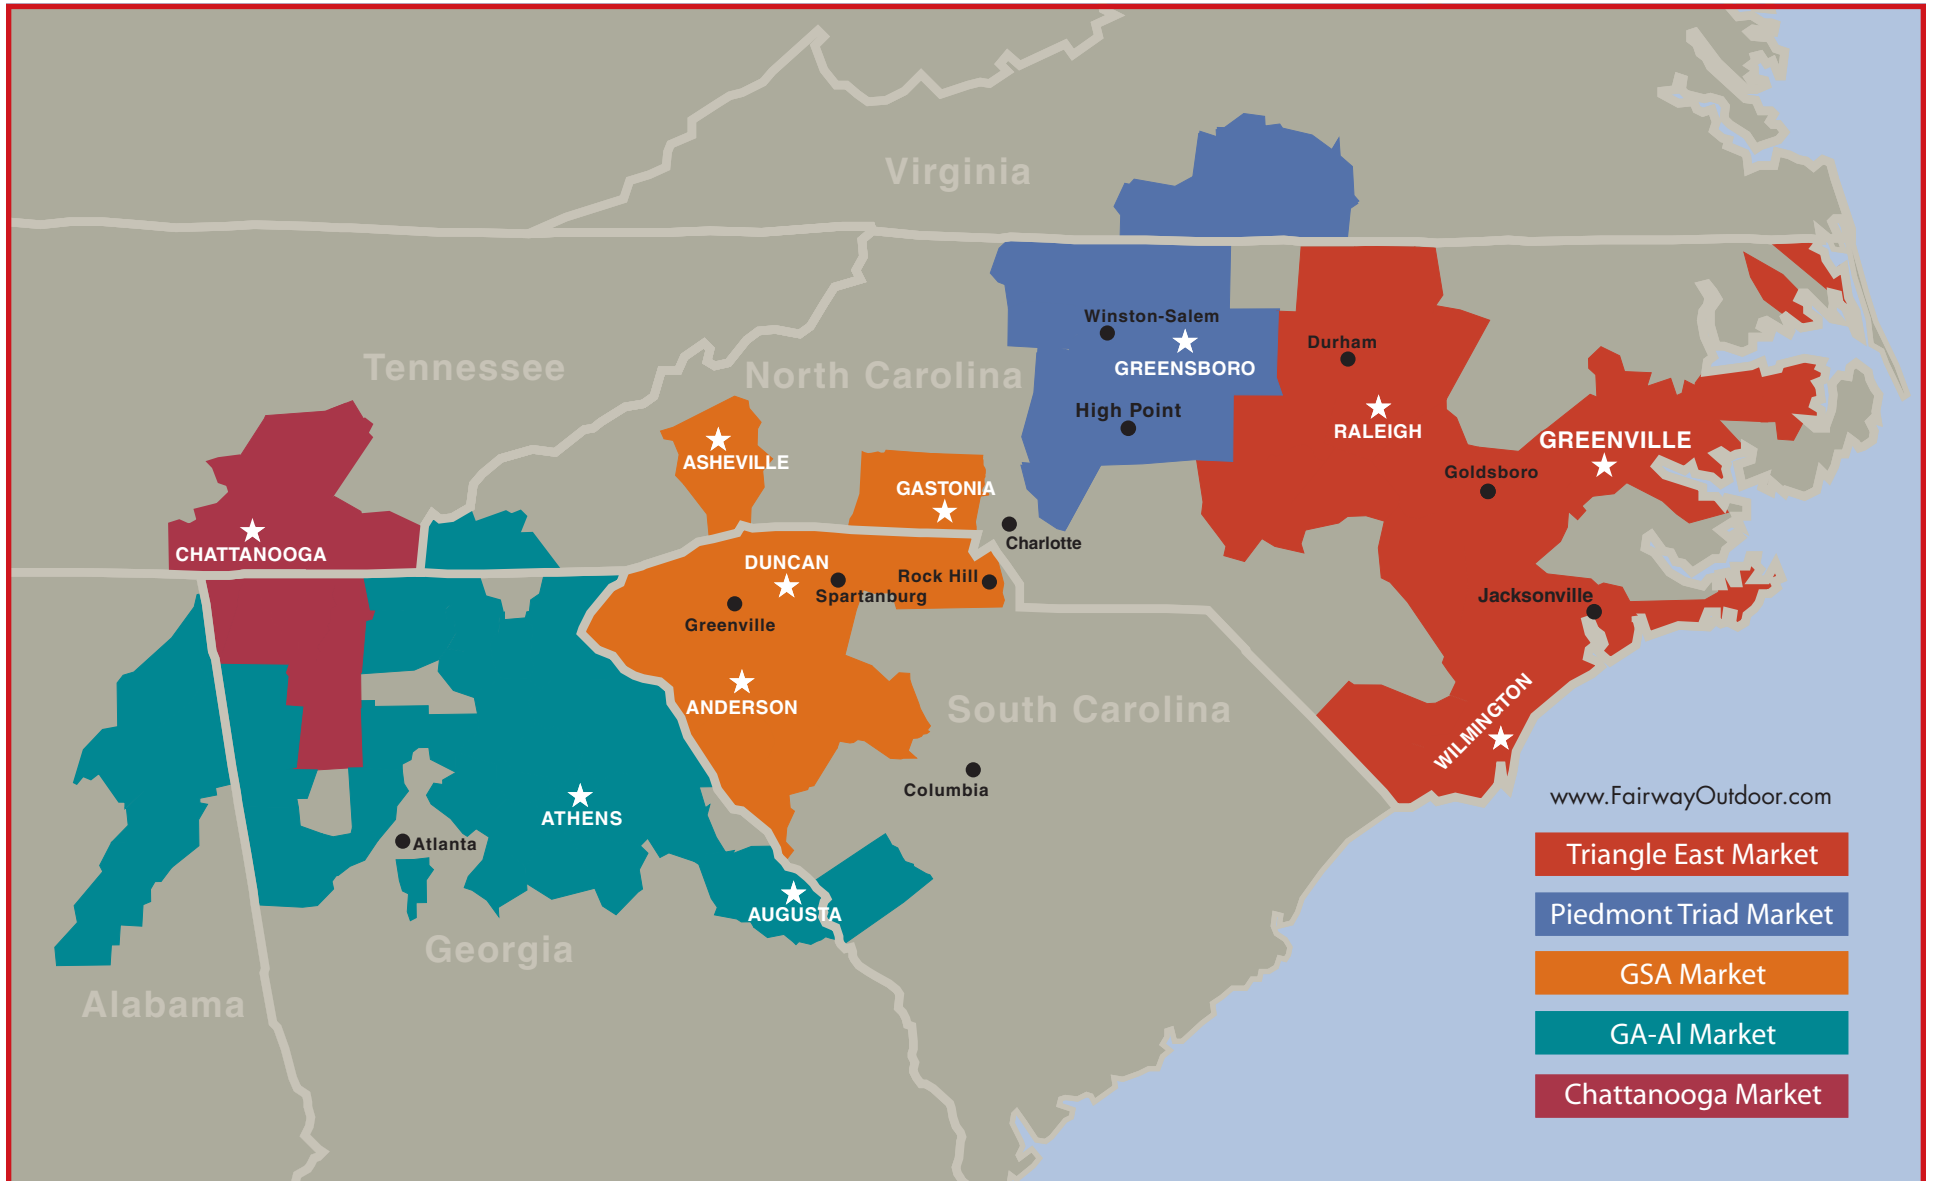 Virginia
Winston-Salem
GREENSBORO
Durham
Tennessee
North Carolina
High Point
RALEIGH
GREENVILLE
ASHEVILLE
Goldsboro
GASTONIA
CHATTANOOGA
Charlotte
DUNCAN
Rock Hill
Spartanburg
Jacksonville
Greenville
ANDERSON
South Carolina
WILMINGTON
Columbia
ATHENS
Atlanta
AUGUSTA
Georgia
Alabama
www.FairwayOutdoor.com
Triangle East Market
Piedmont Triad Market
GSA Market
GA-Al Market
Chattanooga Market